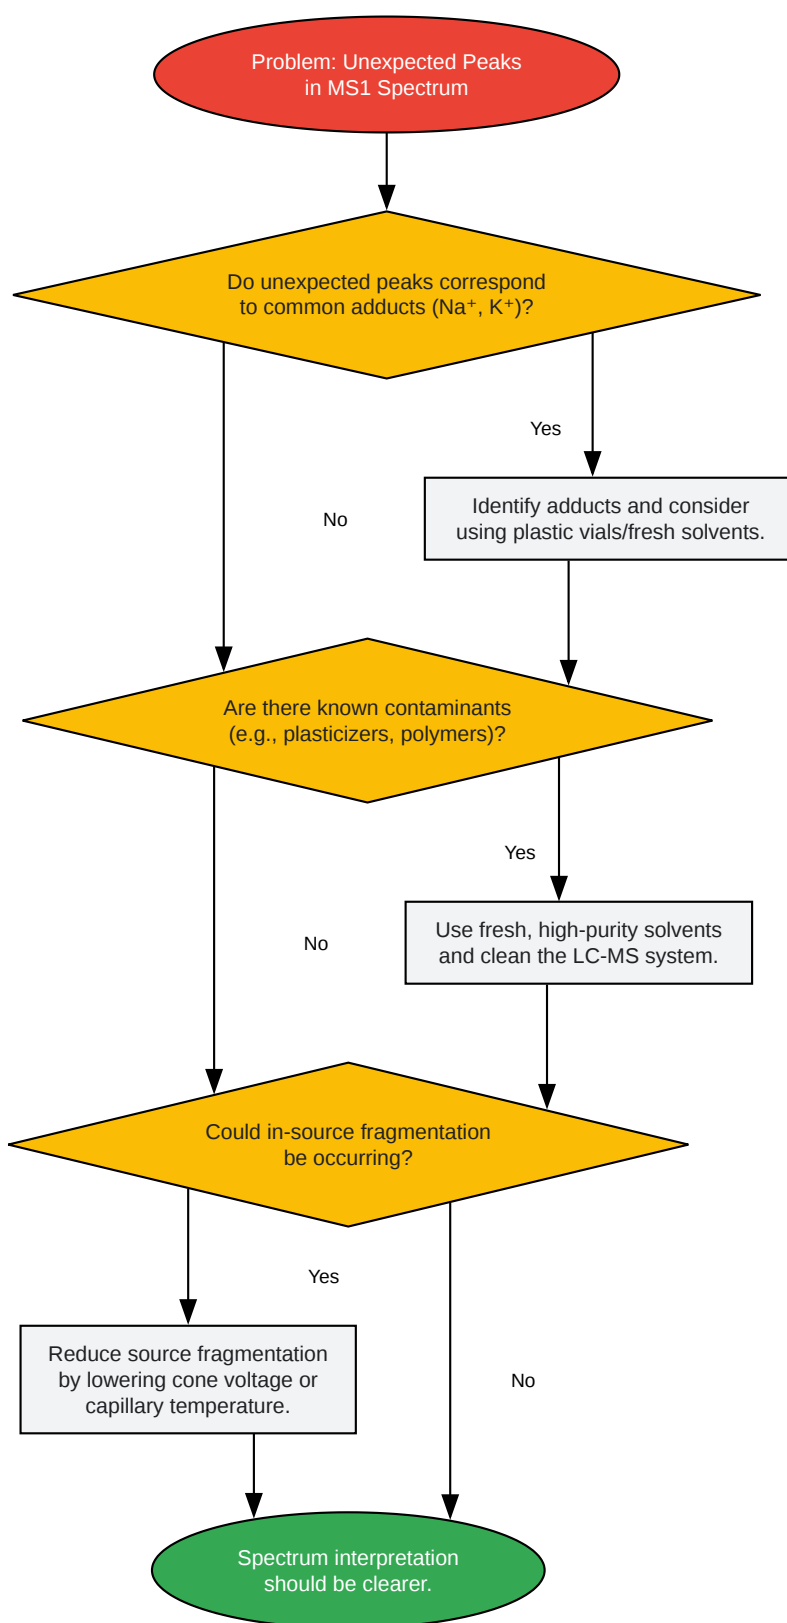 Problem: Unexpected Peaks
in MS1 Spectrum
Do unexpected peaks correspond
to common adducts (Na⁺, K⁺)?
Yes
Identify adducts and consider
using plastic vials/fresh solvents.
No
Are there known contaminants
(e.g., plasticizers, polymers)?
Yes
Use fresh, high-purity solvents
and clean the LC-MS system.
No
Could in-source fragmentation
be occurring?
Yes
Reduce source fragmentation
by lowering cone voltage or
capillary temperature.
No
Spectrum interpretation
should be clearer.